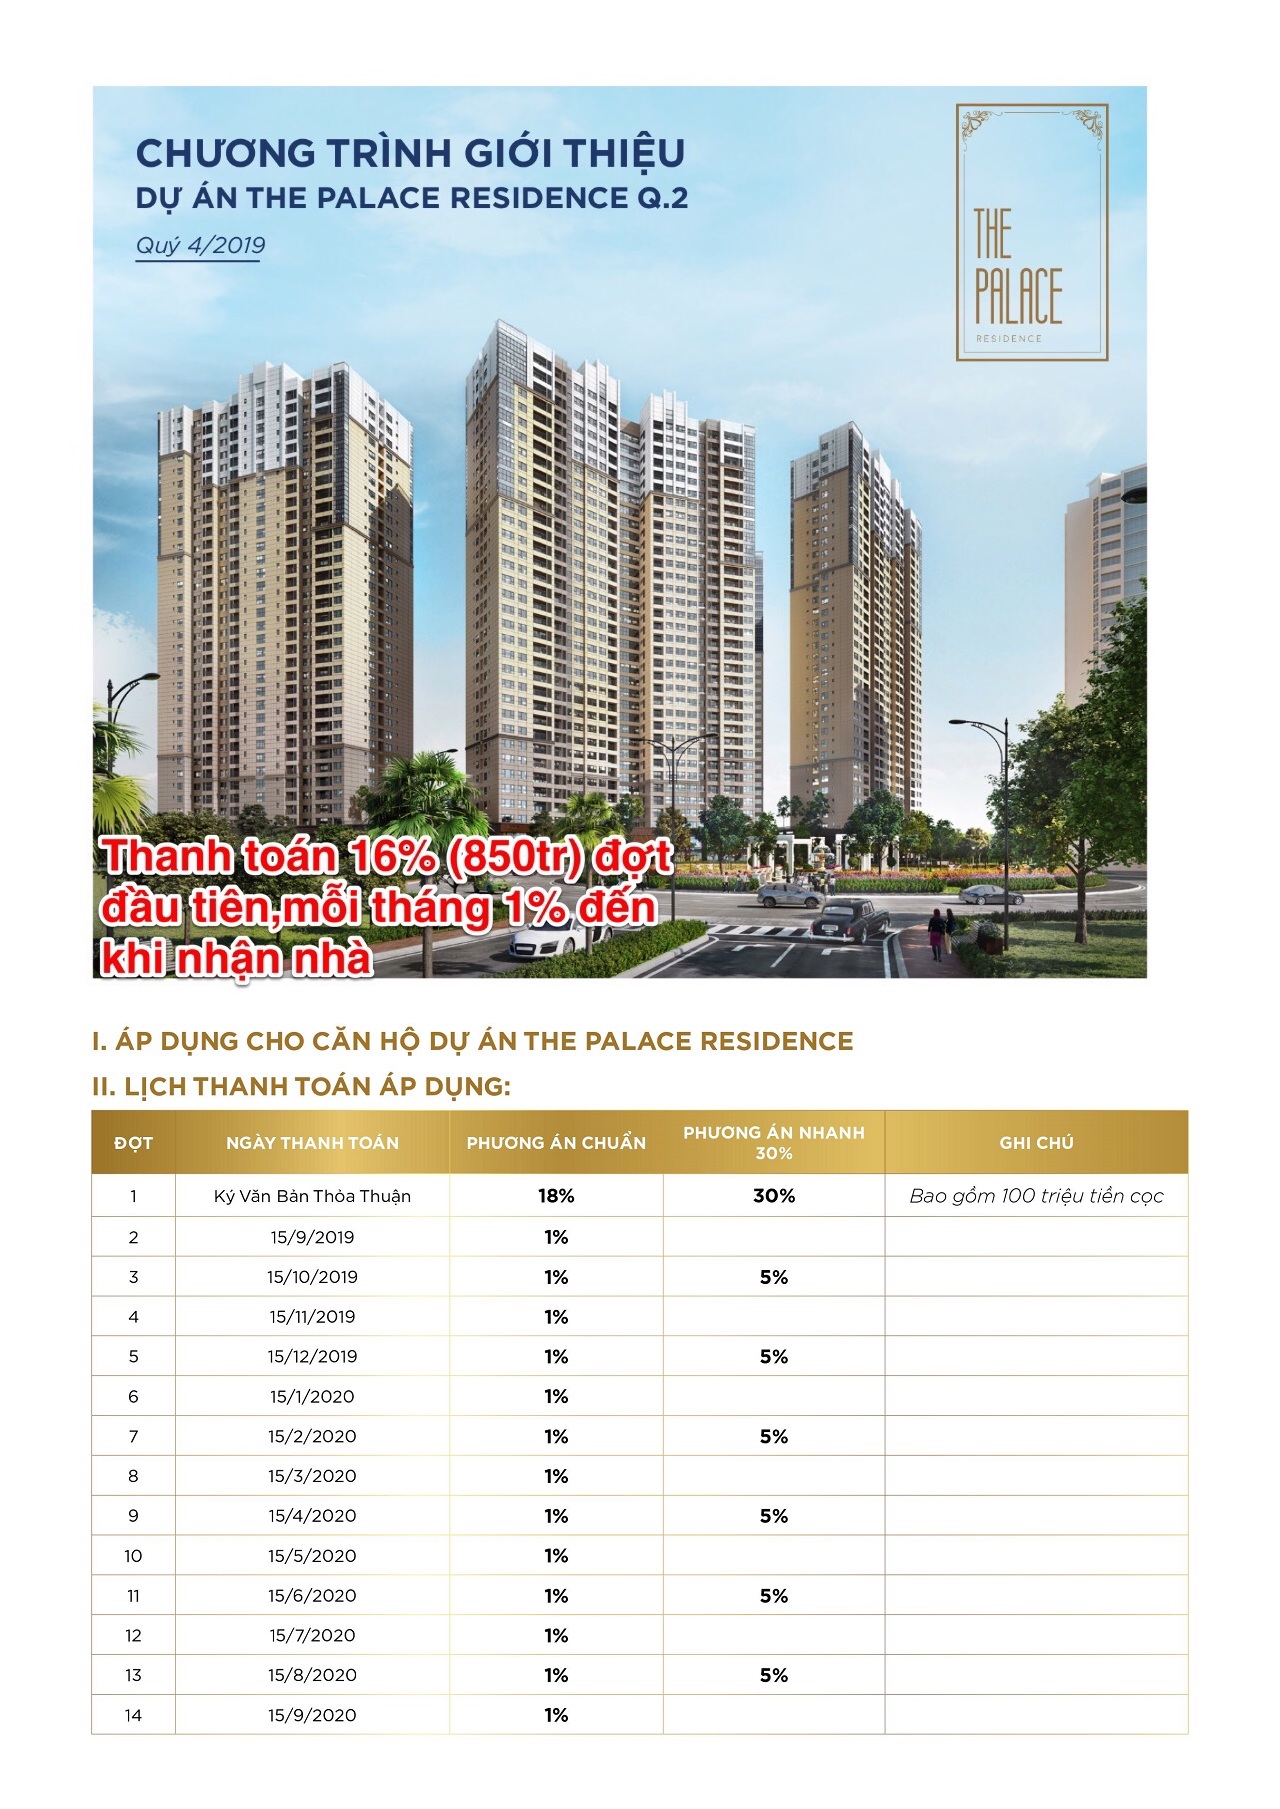 CHƯƠNG TRÌNH GIỚI THIỆU
DỰ ÁN THE PALACE RESIDENCE Q.2
Quý 4/2019
THE
PALACE
RESIDENCE
Thanh toán 16% (850tr) đợt
đầu tiên,mỗi tháng 1% đến
khi nhận nhà
I. ÁP DỤNG CHO CĂN HỘ DỰ ÁN THE PALACE RESIDENCE
II. LỊCH THANH TOÁN ÁP DỤNG:
ĐỢT NGÀY THANH TOÁN PHƯƠNG ÁN CHUẨN PHƯƠNG ÁN NHANH 30% GHI CHÚ
1 Ký Văn Bản Thỏa Thuận 18% 30% Bao gồm 100 triệu tiền cọc
2 15/9/2019 1%
3 15/10/2019 1% 5%
4 15/11/2019 1%
5 15/12/2019 1% 5%
6 15/1/2020 1%
7 15/2/2020 1% 5%
8 15/3/2020 1%
9 15/4/2020 1% 5%
10 15/5/2020 1%
11 15/6/2020 1% 5%
12 15/7/2020 1%
13 15/8/2020 1% 5%
14 15/9/2020 1%